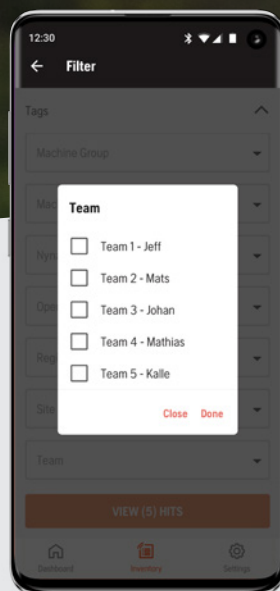 12:30
Filter
Tags
Machine Group
Team
Team 1 - Jeff
Team 2 - Mats
Team 3 - Johan
Team 4 - Mathias
Team 5 - Kalle
Close Done
Site
Team
VIEW (5) HITS
Dashboard Inventory Settings